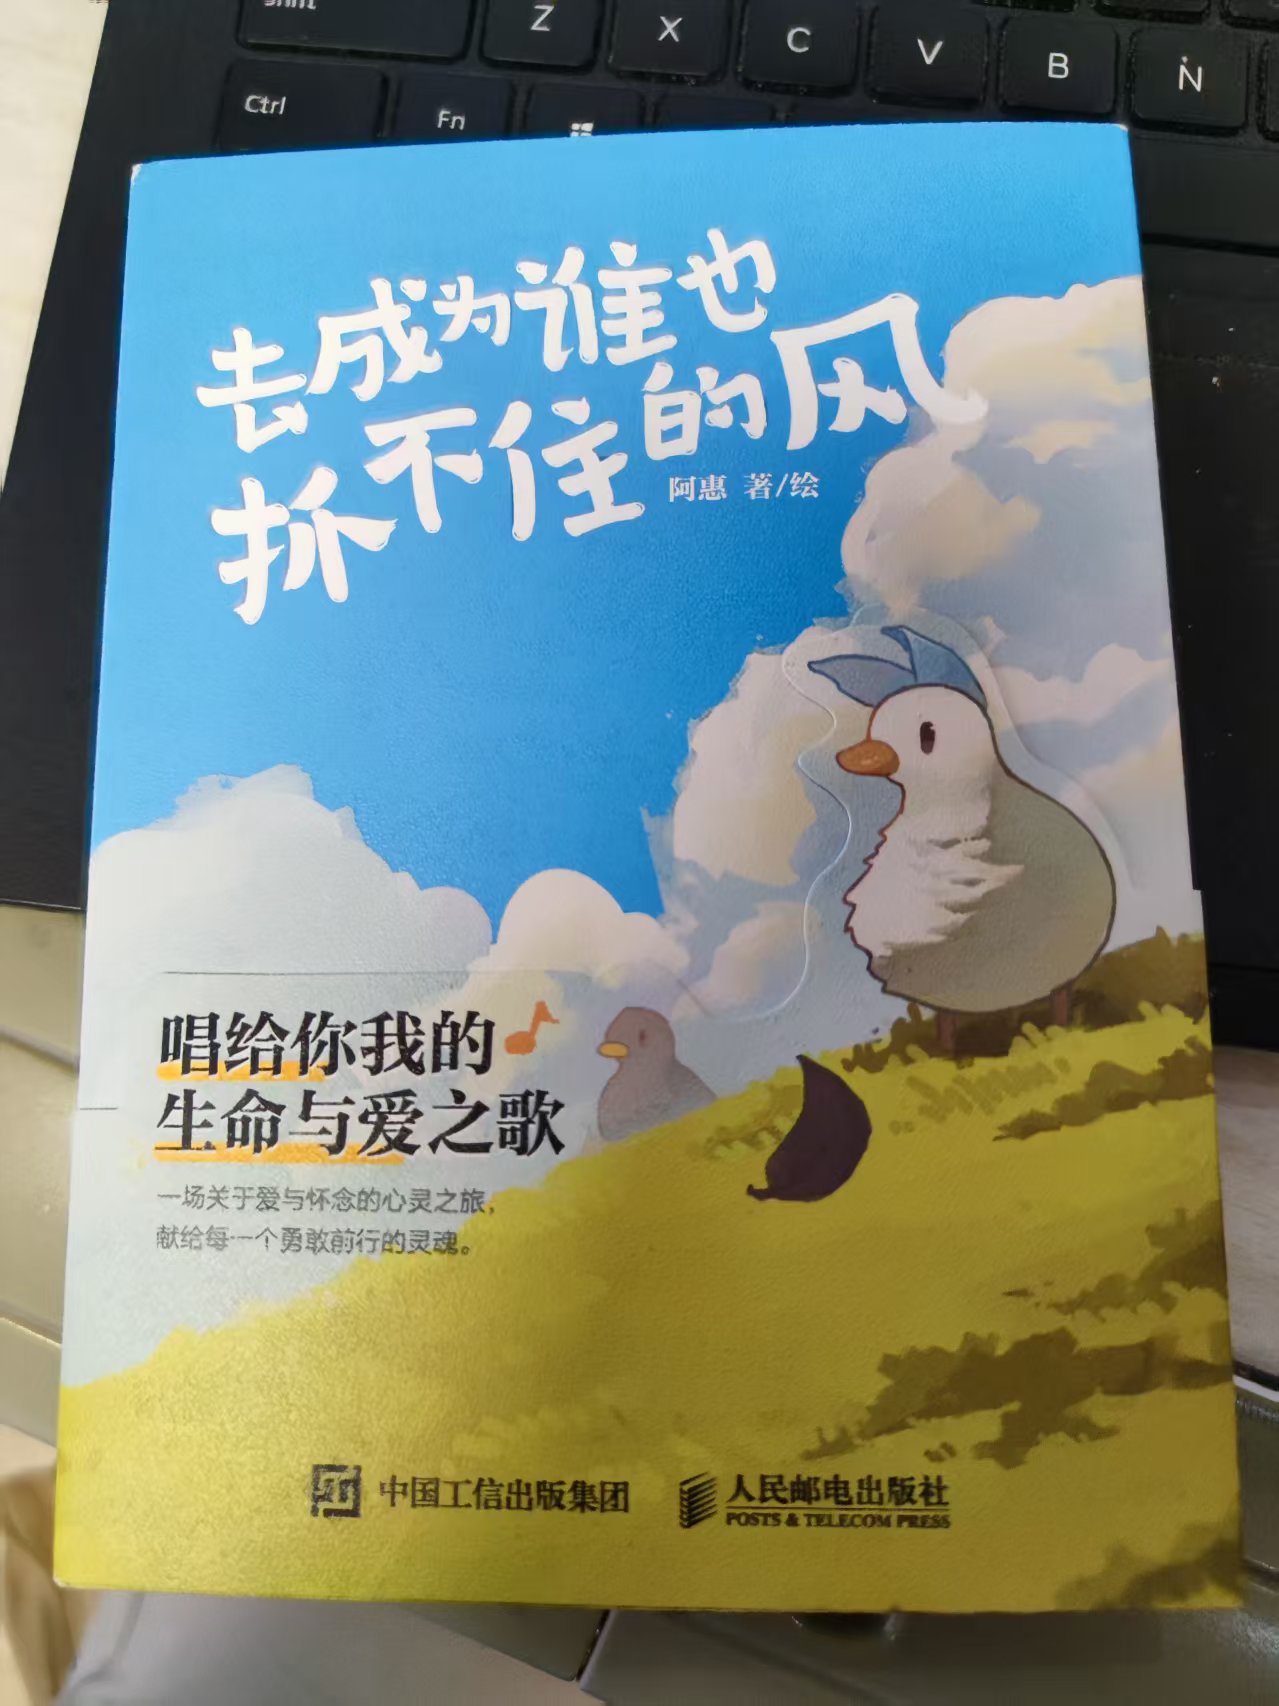 Shift
Z X C V B N
Ctrl Fn
去成为谁也
抓不住的风
阿惠 著/绘
唱给你我的
生命与爱之歌
一场关于爱与怀念的心灵之旅，
献给每一个勇敢前行的灵魂。
中国工信出版集团
人民邮电出版社
POSTS & TELECOM PRESS